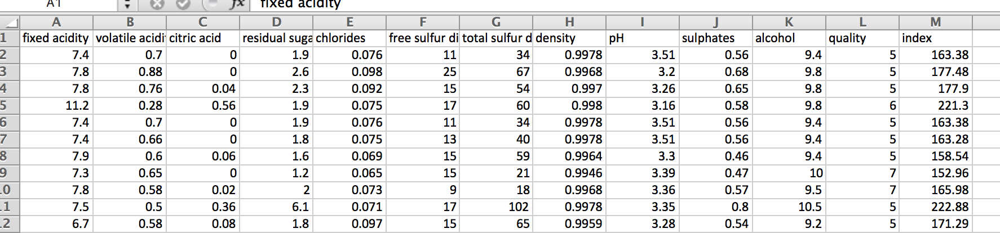 A1 fx fixed acidity
A B C D E F G H I J K L M
1 fixed acidity volatile acidi citric acid residual suga chlorides free sulfur di total sulfur d density pH sulphates alcohol quality index
2 7.4 0.7 0 1.9 0.076 11 34 0.9978 3.51 0.56 9.4 5 163.38
3 7.8 0.88 0 2.6 0.098 25 67 0.9968 3.2 0.68 9.8 5 177.48
4 7.8 0.76 0.04 2.3 0.092 15 54 0.997 3.26 0.65 9.8 5 177.9
5 11.2 0.28 0.56 1.9 0.075 17 60 0.998 3.16 0.58 9.8 6 221.3
6 7.4 0.7 0 1.9 0.076 11 34 0.9978 3.51 0.56 9.4 5 163.38
7 7.4 0.66 0 1.8 0.075 13 40 0.9978 3.51 0.56 9.4 5 163.28
8 7.9 0.6 0.06 1.6 0.069 15 59 0.9964 3.3 0.46 9.4 5 158.54
9 7.3 0.65 0 1.2 0.065 15 21 0.9946 3.39 0.47 10 7 152.96
10 7.8 0.58 0.02 2 0.073 9 18 0.9968 3.36 0.57 9.5 7 165.98
11 7.5 0.5 0.36 6.1 0.071 17 102 0.9978 3.35 0.8 10.5 5 222.88
12 6.7 0.58 0.08 1.8 0.097 15 65 0.9959 3.28 0.54 9.2 5 171.29